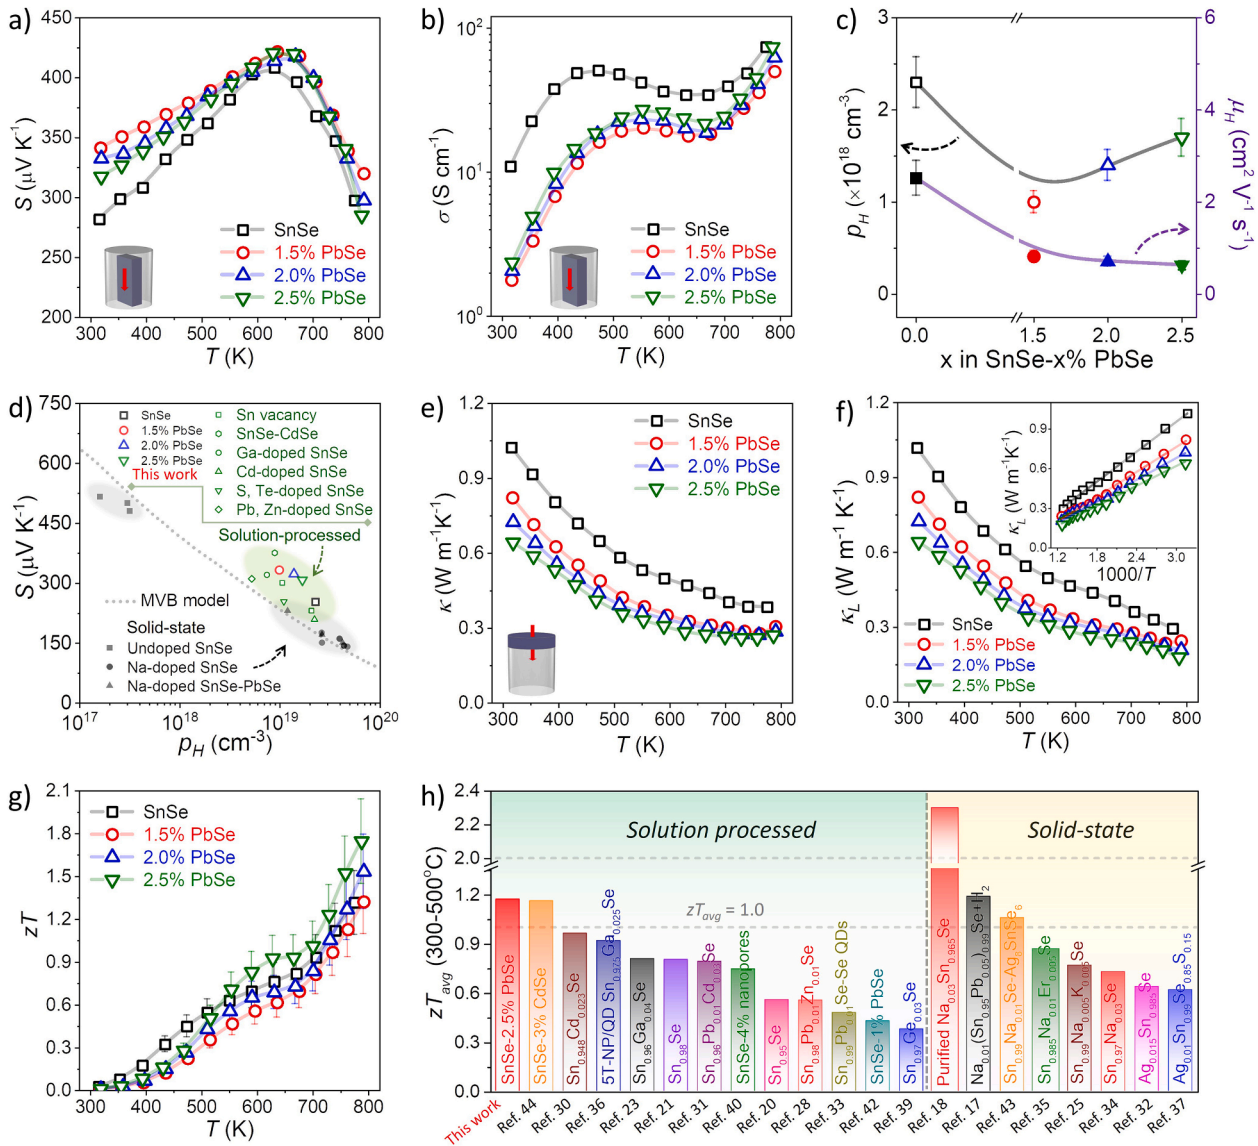 a)
450
400
350
300
250
200
S (μV K⁻¹)
SnSe
1.5% PbSe
2.0% PbSe
2.5% PbSe
300 400 500 600 700 800
T (K)
b)
10²
10¹
10⁰
σ (S cm⁻¹)
SnSe
1.5% PbSe
2.0% PbSe
2.5% PbSe
300 400 500 600 700 800
T (K)
c)
3
2
1
0
p_H (×10¹⁸ cm⁻³)
6
4
2
0
μ_H (cm² V⁻¹ s⁻¹)
0.0 1.5 2.0 2.5
x in SnSe-x% PbSe
d)
750
600
450
300
150
0
S (μV K⁻¹)
SnSe
1.5% PbSe
2.0% PbSe
2.5% PbSe
This work
Sn vacancy
SnSe-CdSe
Ga-doped SnSe
Cd-doped SnSe
S, Te-doped SnSe
Pb, Zn-doped SnSe
Solution-processed
MVB model
Solid-state
Undoped SnSe
Na-doped SnSe
Na-doped SnSe-PbSe
10¹⁷ 10¹⁸ 10¹⁹ 10²⁰
p_H (cm⁻³)
e)
1.2
0.9
0.6
0.3
0.0
κ (W m⁻¹K⁻¹)
SnSe
1.5% PbSe
2.0% PbSe
2.5% PbSe
300 400 500 600 700 800
T (K)
f)
1.2
0.9
0.6
0.3
0.0
κ_L (W m⁻¹ K⁻¹)
0.9
0.6
0.3
0.0
κ_L (W m⁻¹K⁻¹)
1.2 1.8 2.4 3.0
1000/T
SnSe
1.5% PbSe
2.0% PbSe
2.5% PbSe
300 400 500 600 700 800
T (K)
g)
2.1
1.8
1.5
1.2
0.9
0.6
0.3
0.0
zT
SnSe
1.5% PbSe
2.0% PbSe
2.5% PbSe
300 400 500 600 700 800
T (K)
h)
2.4
2.2
2.0
1.2
0.9
0.6
0.3
0.0
zT_avg (300-500°C)
Solution processed
Solid-state
zT_avg = 1.0
SnSe-2.5% PbSe
SnSe-3% CdSe
Sn₀.₉₄₈Cd₀.₀₂₃Se
5T-NP/QD Sn₀.₉₇₅Ga₀.₀₂₅Se
Sn₀.₉₆Ga₀.₀₄Se
Sn₀.₉₈Se
Sn₀.₉₆Pb₀.₀₁Cd₀.₀₃Se
SnSe-4% nanopores
Sn₀.₉₅Se
Sn₀.₉₈Pb₀.₀₁Zn₀.₀₁Se
Sn₀.₉₉Pb₀.₀₁Se-Se QDs
SnSe-1% PbSe
Sn₀.₉₇Ge₀.₀₃Se
Purified Na₀.₀₃Sn₀.₉₆₅Se
Na₀.₀₁(Sn₀.₉₅Pb₀.₀₅)₀.₉₉Se+H₂
Sn₀.₉₉Na₀.₀₁Se-Ag₈SnSe₆
Sn₀.₉₈₅Na₀.₀₁Er₀.₀₀₅Se
Sn₀.₉₉Na₀.₀₀₅K₀.₀₀₅Se
Sn₀.₉₇Na₀.₀₃Se
Ag₀.₀₁₅Sn₀.₉₈₅Se
Ag₀.₀₁Sn₀.₉₉Se₀.₈₅S₀.₁₅
This work
Ref. 44
Ref. 30
Ref. 36
Ref. 23
Ref. 21
Ref. 31
Ref. 40
Ref. 20
Ref. 28
Ref. 33
Ref. 42
Ref. 39
Ref. 18
Ref. 17
Ref. 43
Ref. 35
Ref. 25
Ref. 34
Ref. 32
Ref. 37